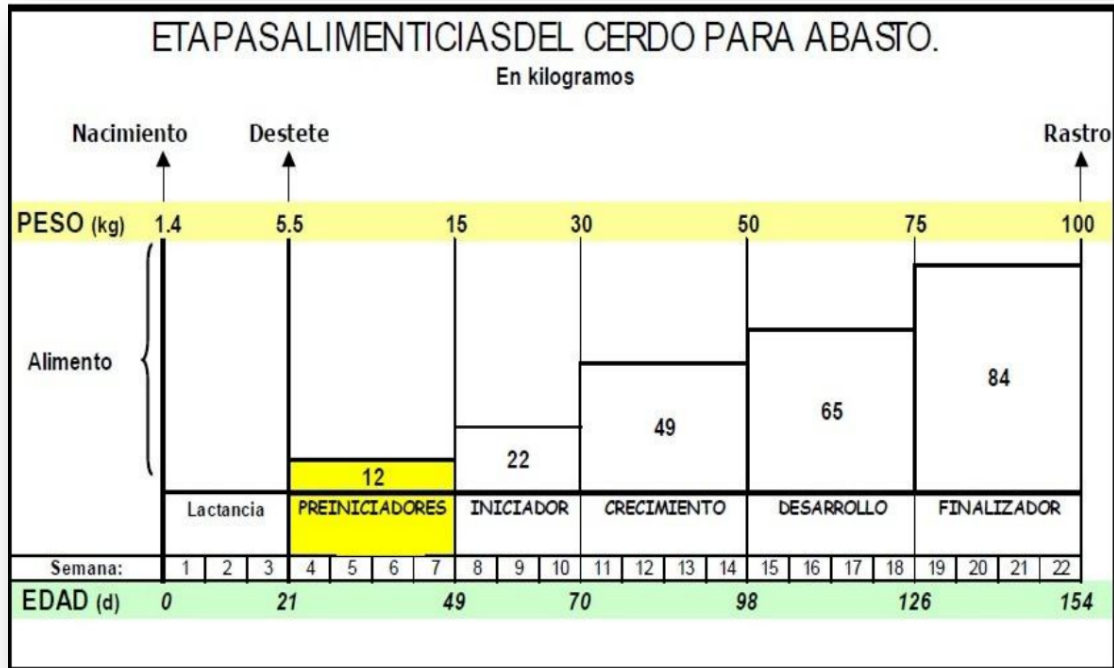 ETAPASALIMENTICIASDEL CERDO PARA ABASTO.
En kilogramos
Nacimiento Destete Rastro
PESO (kg) 1.4 5.5 15 30 50 75 100
Alimento
84
65
49
22
12
Lactancia PREINICIADORES INICIADOR CRECIMIENTO DESARROLLO FINALIZADOR
Semana: 1 2 3 4 5 6 7 8 9 10 11 12 13 14 15 16 17 18 19 20 21 22
EDAD (d) 0 21 49 70 98 126 154